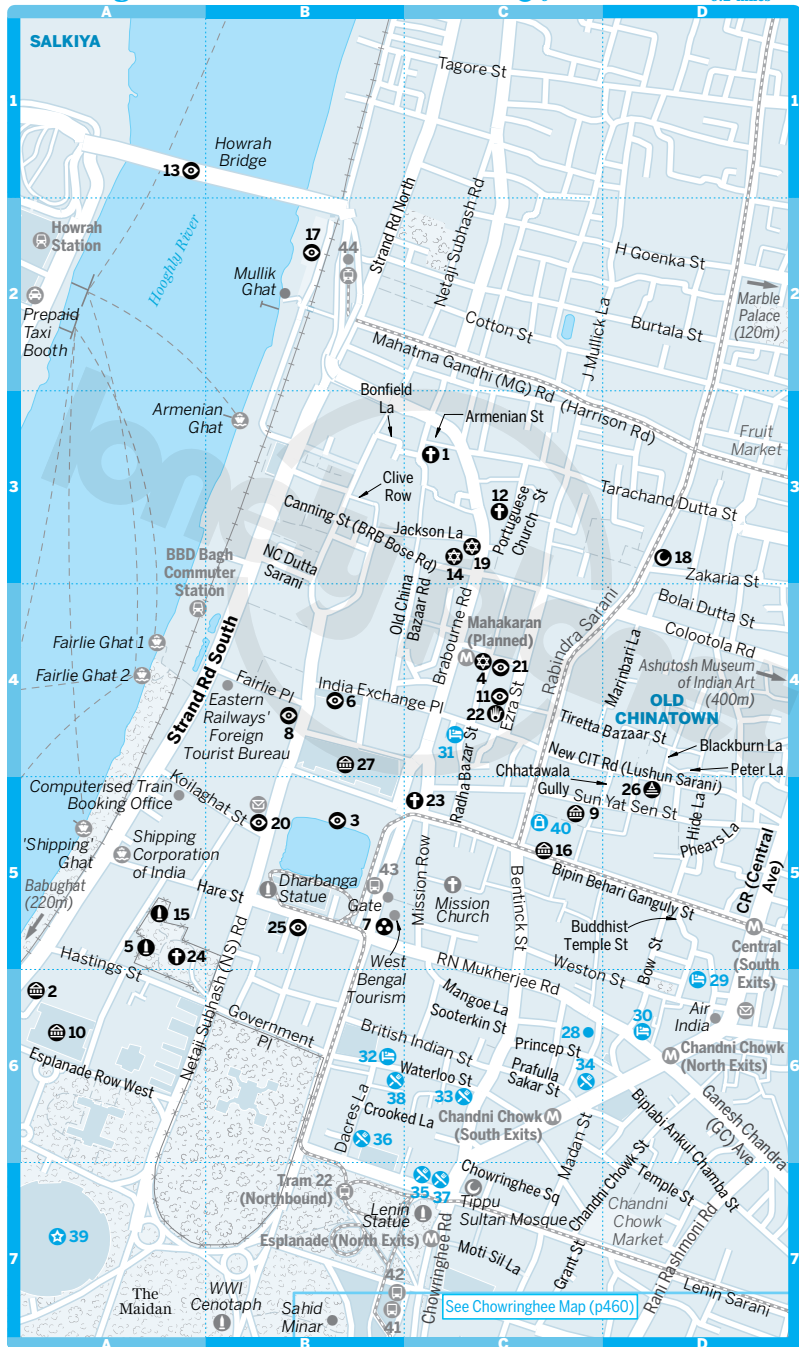 A
B
C
D
SALKIYA
Tagore St
1
1
Howrah
Bridge
13
Strand Rd North
Netaji Subhash Rd
Howrah
Station
17
44
Hooghly River
H Goenka St
Mullik
Ghat
2
2
Prepaid
Taxi
Booth
Marble
Palace
(120m)
Cotton St
J Mullick La
Burtala St
Mahatma Gandhi (MG) Rd (Harrison Rd)
Bonfield
La
Armenian St
Armenian
Ghat
Fruit
Market
1
Clive
Row
3
3
12
Portuguese
Church St
Tarachand Dutta St
Canning St (BRB Bose Rd)
Jackson La
BBD Bagh
Commuter
Station
NC Dutta
Sarani
14
19
18
Zakaria St
Old China
Bazaar Rd
Brabourne Rd
Mahakaran
(Planned)
Rabindra Sarani
Bolai Dutta St
Colootola Rd
Fairlie Ghat 1
Fairlie Ghat 2
Strand Rd South
Marinbari La
Ashutosh Museum
of Indian Art
(400m)
4
4
4
21
Fairlie Pl
India Exchange Pl
6
11
Ezra St
22
OLD
CHINATOWN
Eastern
Railways'
Foreign
Tourist Bureau
8
31
Tiretta Bazaar St
Blackburn La
New CIT Rd (Lushun Sarani)
Peter La
27
Radha Bazar St
Chhatawala
Gully
26
Sun Yat Sen St
Computerised Train
Booking Office
Koilaghat St
23
9
Hide La
20
3
40
Phears La
'Shipping'
Ghat
Shipping
Corporation
of India
16
CR (Central
Ave)
5
5
Babughat
(220m)
Hare St
Dharbanga
Statue
43
Gate
Mission Row
Mission
Church
Bentinck St
Bipin Behari Ganguly St
15
25
7
Buddhist
Temple St
Central
(South
Exits)
5
24
West
Bengal
Tourism
Hastings St
Netaji Subhash (NS) Rd
RN Mukherjee Rd
Weston St
Bow St
29
2
Mangoe La
Sooterkin St
30
Air
India
10
Government
Pl
British Indian St
Princep St
28
Chandni Chowk
(North Exits)
6
6
Esplanade Row West
32
Waterloo St
Prafulla
Sakar St
34
38
33
Dacres La
Crooked La
Chandni Chowk
(South Exits)
Ganesh Chandra
(GC) Ave
36
Madan St
Biplabi Ankul Chamba St
Chandni Chowk St
Temple St
Tram 22
(Northbound)
35
37
Chowringhee Sq
Tippu
Sultan Mosque
Lenin
Statue
Chandni
Chowk
Market
Esplanade (North Exits)
39
7
7
Chowringhee Rd
Moti Sil La
Grant St
Rani Rashmoni Rd
Lenin Sarani
42
The
Maidan
WWI
Cenotaph
Sahid
Minar
41
See Chowringhee Map (p460)
lonely planet
A
B
C
D